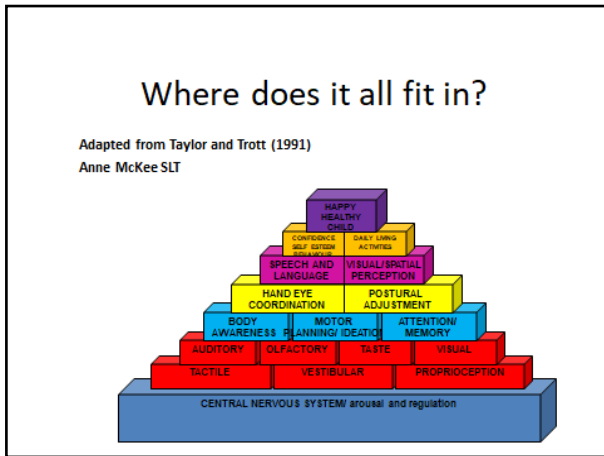 Where does it all fit in?
Adapted from Taylor and Trott (1991)
Anne McKee SLT
HAPPY
HEALTHY
CHILD
CONFIDENCE
SELF ESTEEM
BEHAVIOUR
DAILY LIVING
ACTIVITIES
SPEECH AND
LANGUAGE
VISUAL/SPATIAL
PERCEPTION
HAND EYE
COORDINATION
POSTURAL
ADJUSTMENT
BODY
AWARENESS
MOTOR
PLANNING/ IDEATION
ATTENTION/
MEMORY
AUDITORY
OLFACTORY
TASTE
VISUAL
TACTILE
VESTIBULAR
PROPRIOCEPTION
CENTRAL NERVOUS SYSTEM/ arousal and regulation